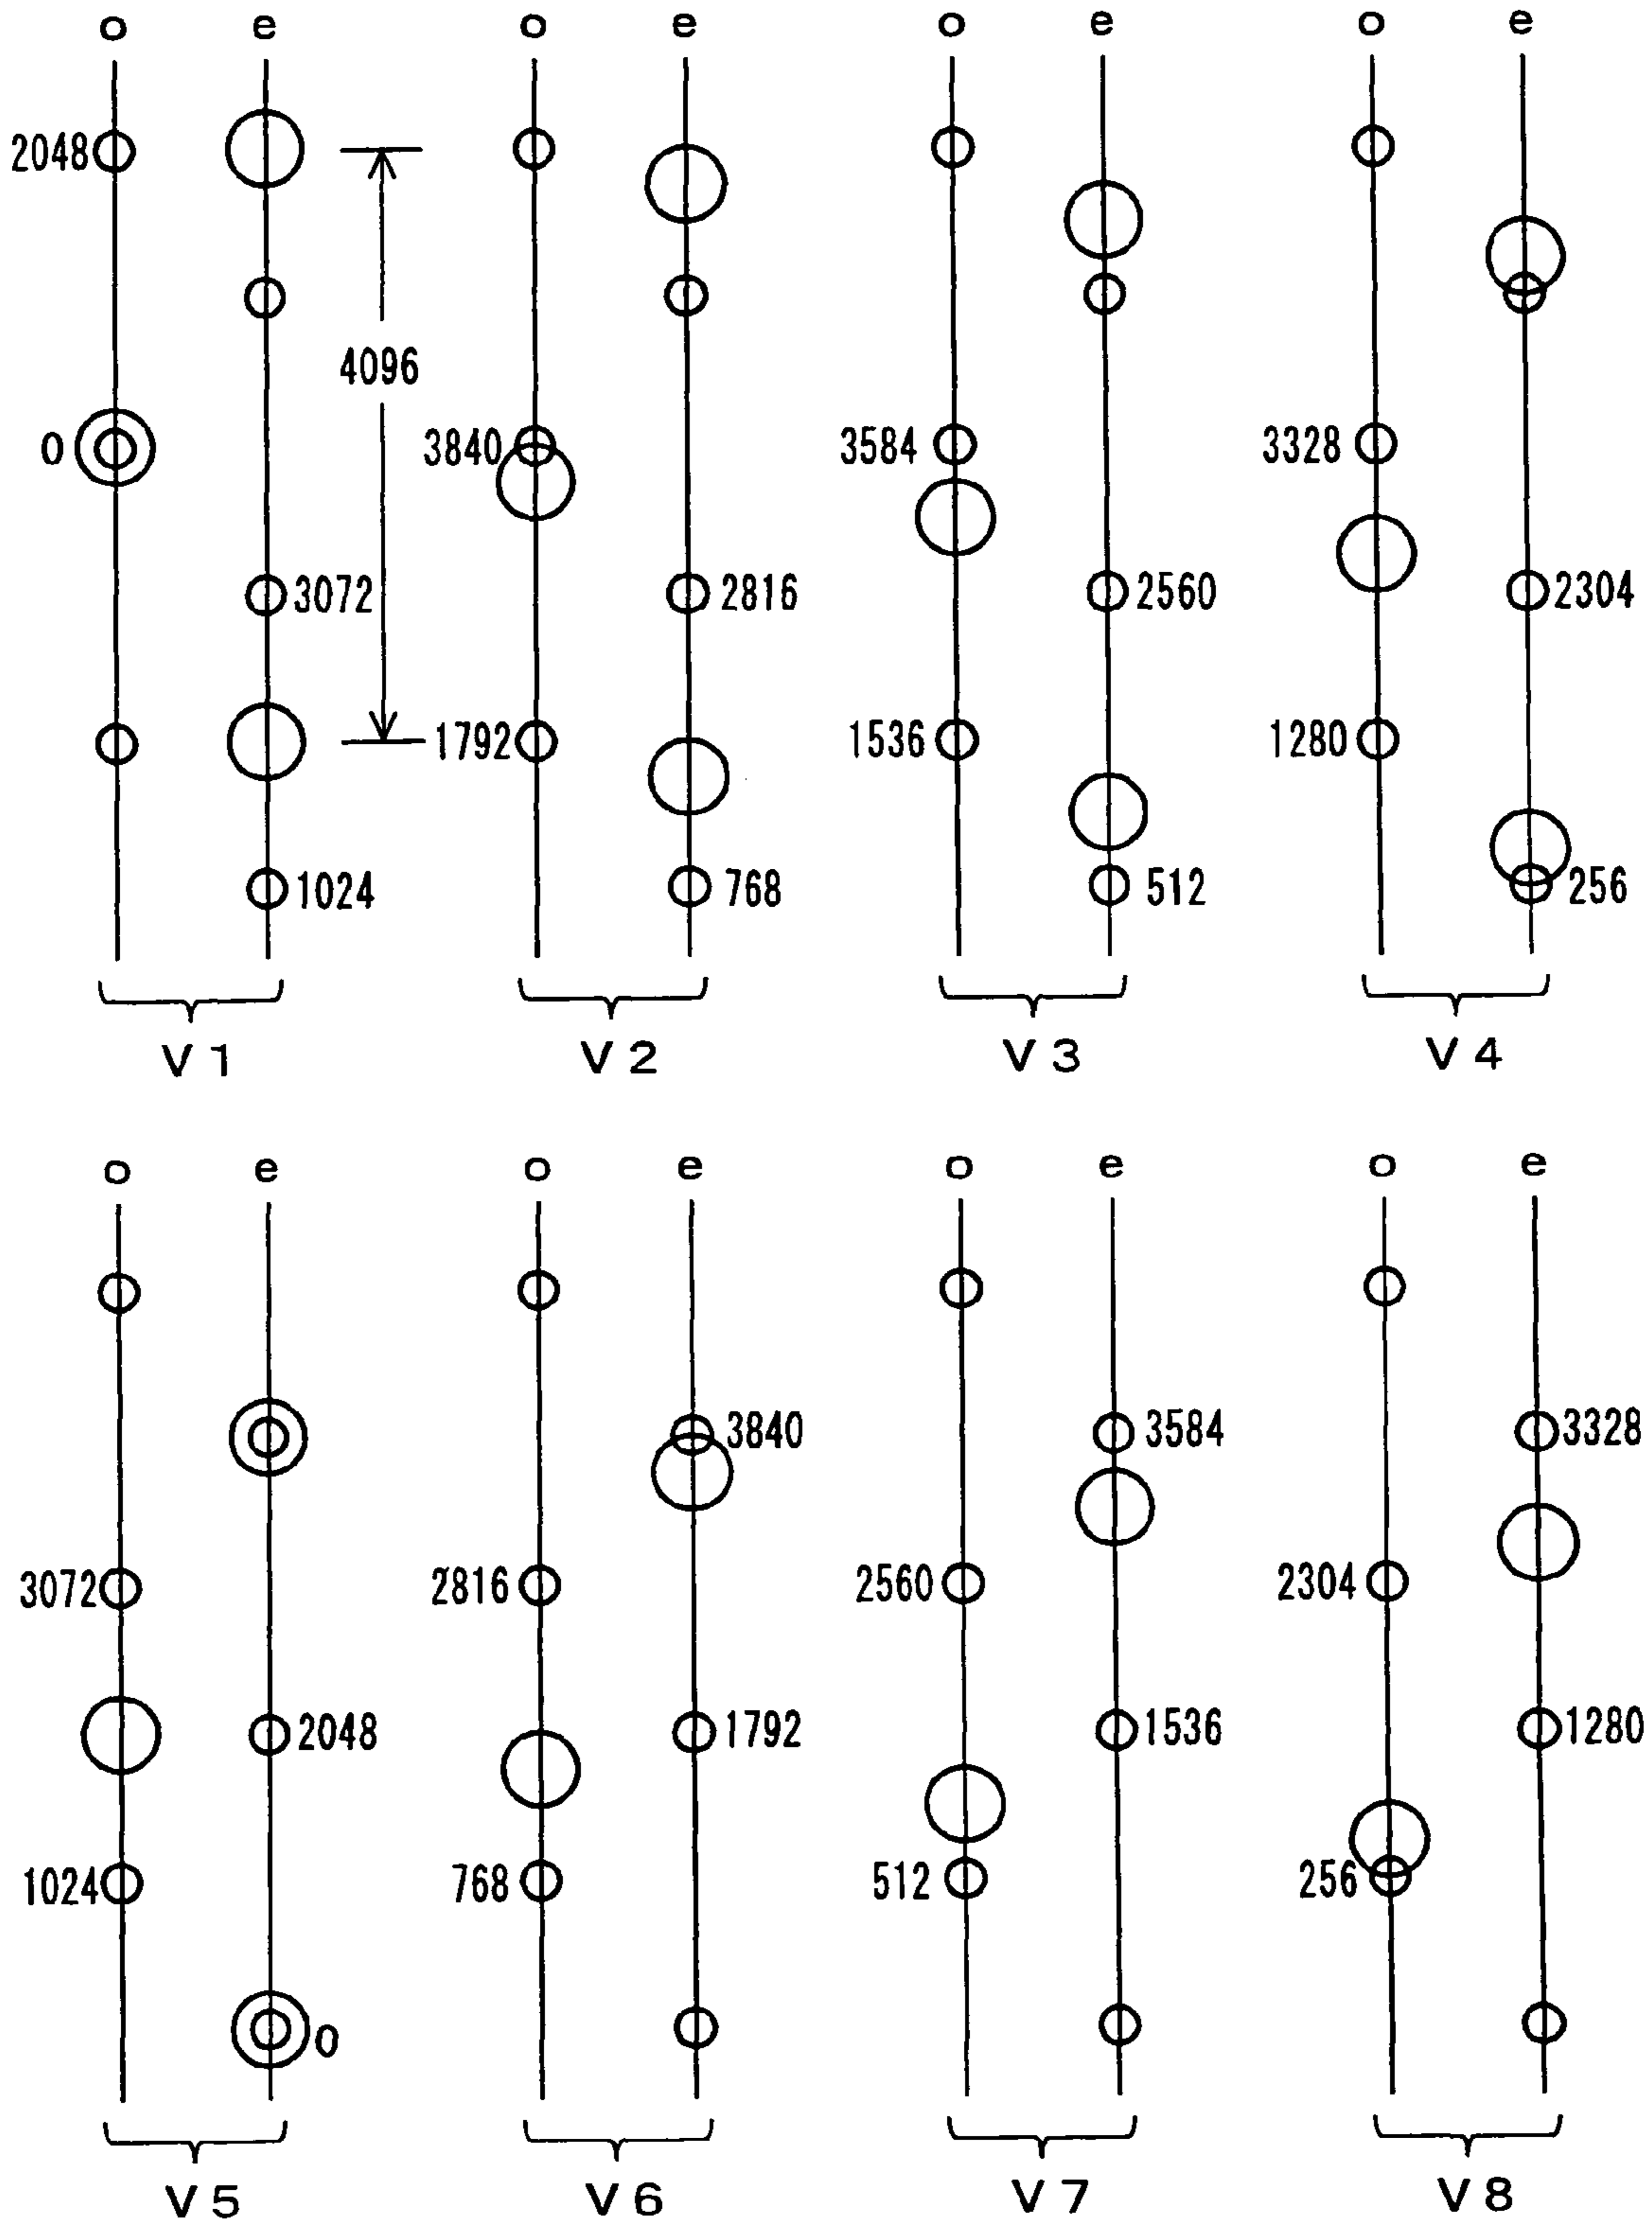 o e o e o e o e
2048
4096
0 3840 3584 3328
3072 2816 2560 2304
1792 1536 1280
1024 768 512 256
V1 V2 V3 V4
o e o e o e o e
3840 3584 3328
3072 2816 2560 2304
2048 1792 1536 1280
1024 768 512 256
0
V5 V6 V7 V8